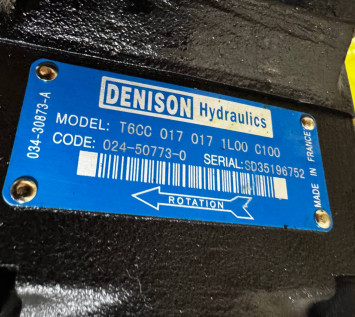 DENISON Hydraulics
034-30873-A
MODEL: T6CC 017 017 1L00 C100
CODE: 024-50773-0 SERIAL:SD35196752
MADE IN FRANCE
ROTATION